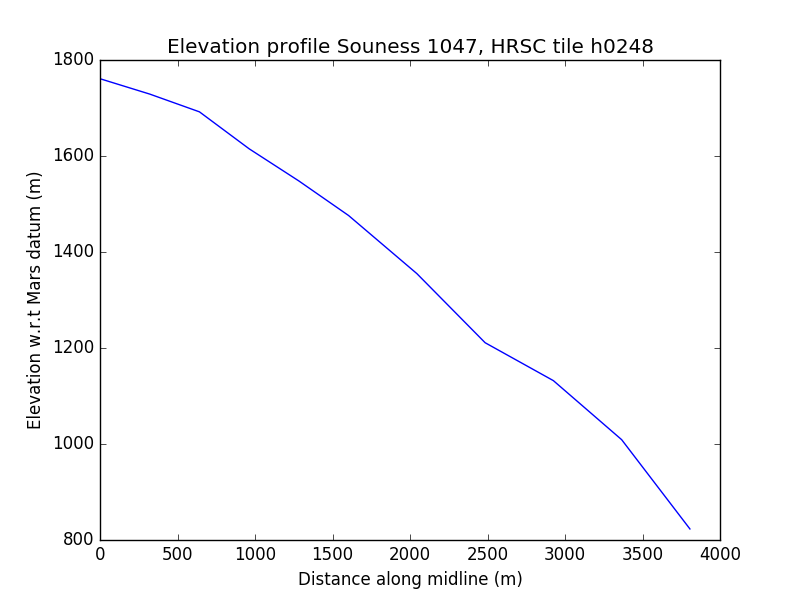 Elevation profile Souness 1047, HRSC tile h0248
1800
1600
1400
1200
1000
800
Elevation w.r.t Mars datum (m)
0 500 1000 1500 2000 2500 3000 3500 4000
Distance along midline (m)